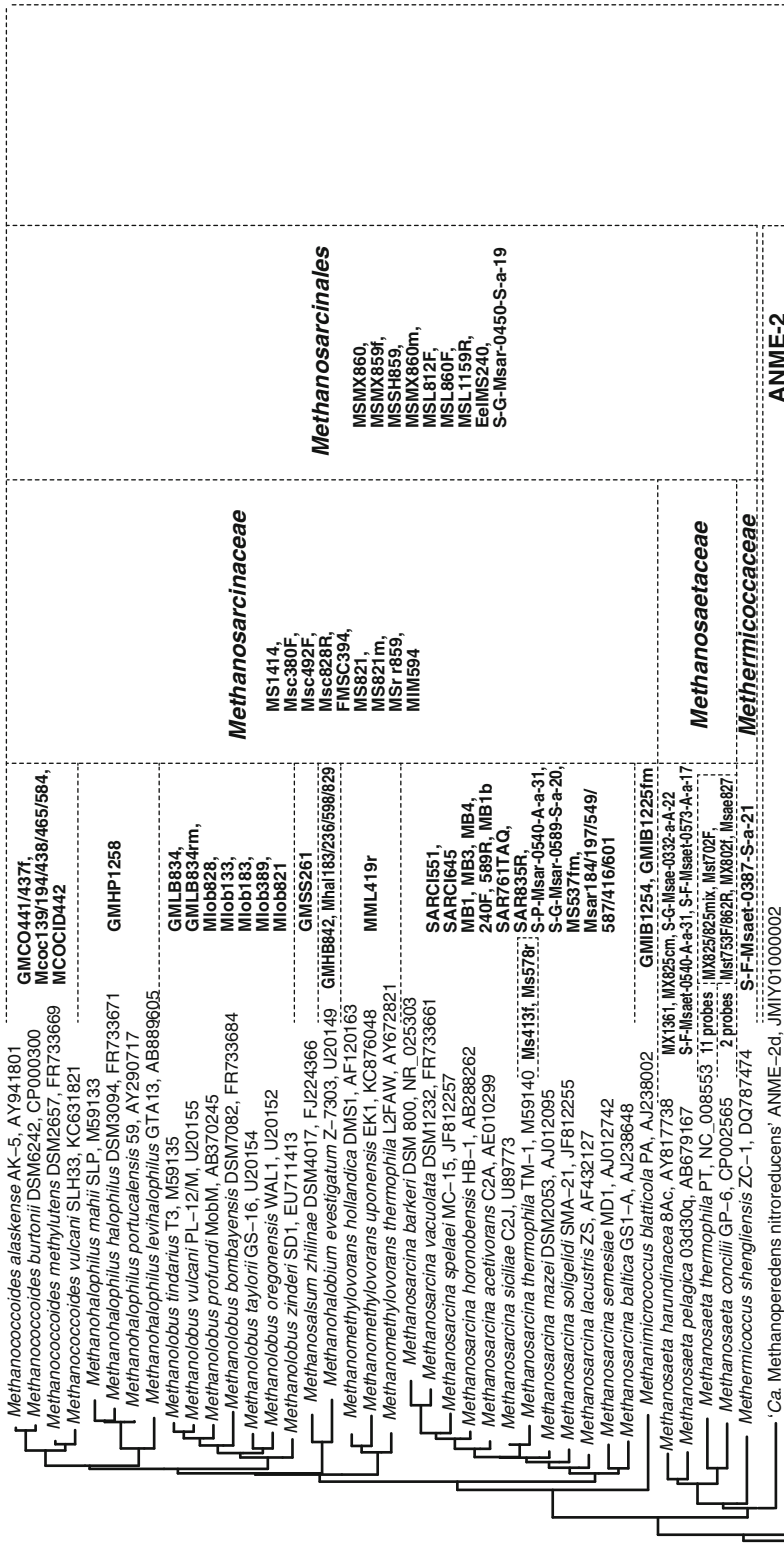 Methanococcoides alaskense AK−5, AY941801
Methanococcoides burtonii DSM6242, CP000300
Methanococcoides methylutens DSM2657, FR733669
Methanococcoides vulcani SLH33, KC631821
GMCO441/437f,
Mcoc139/194/438/465/584,
MCOCID442
Methanohalophilus mahii SLP, M59133
Methanohalophilus halophilus DSM3094, FR733671
Methanohalophilus portucalensis 59, AY290717
Methanohalophilus levihalophilus GTA13, AB889605
GMHP1258
Methanolobus tindarius T3, M59135
Methanolobus vulcani PL−12/M, U20155
Methanolobus profundi MobM, AB370245
Methanolobus bombayensis DSM7082, FR733684
Methanolobus taylorii GS−16, U20154
Methanolobus oregonensis WAL1, U20152
Methanolobus zinderi SD1, EU711413
GMLB834,
GMLB834rm,
Mlob828,
Mlob133,
Mlob183,
Mlob389,
Mlob821
Methanosalsum zhilinae DSM4017, FJ224366
GMSS261
Methanohalobium evestigatum Z−7303, U20149
GMHB842, Mhal183/236/598/829
Methanomethylovorans hollandica DMS1, AF120163
Methanomethylovorans uponensis EK1, KC876048
Methanomethylovorans thermophila L2FAW, AY672821
MML419r
Methanosarcina barkeri DSM 800, NR_025303
Methanosarcina vacuolata DSM1232, FR733661
Methanosarcina spelaei MC−15, JF812257
Methanosarcina horonobensis HB−1, AB288262
Methanosarcina acetivorans C2A, AE010299
Methanosarcina siciliae C2J, U89773
Methanosarcina thermophila TM−1, M59140
Ms413f, Ms578r
Methanosarcina mazei DSM2053, AJ012095
Methanosarcina soligelidi SMA−21, JF812255
Methanosarcina lacustris ZS, AF432127
Methanosarcina semesiae MD1, AJ012742
Methanosarcina baltica GS1−A, AJ238648
SARCI551,
SARCI645
MB1, MB3, MB4,
240F, 589R, MB1b
SAR761TAQ,
SAR835R,
S-P-Msar-0540-A-a-31,
S-G-Msar-0589-S-a-20,
MS537fm,
Msar184/197/549/
587/416/601
Methanimicrococcus blatticola PA, AJ238002
GMIB1254, GMIB1225fm
Methanosaeta harundinacea 8Ac, AY817738
Methanosaeta pelagica 03d30q, AB679167
Methanosaeta thermophila PT, NC_008553
Methanosaeta concilii GP−6, CP002565
MX1361, MX825cm, S-G-Msae-0332-a-A-22
S-F-Msaet-0540-A-a-31, S-F-Msaet-0573-A-a-17
11 probes
MX825/825mix, Mst702F,
2 probes
Mst753F/862R, MX802f, Msae827
Methermicoccus shengliensis ZC−1, DQ787474
S-F-Msaet-0387-S-a-21
'Ca. Methanoperedens nitroreducens' ANME−2d, JMIY01000002
Methanosarcinaceae
MS1414,
Msc380F,
Msc492F,
Msc828R,
FMSC394,
MS821,
MS821m,
MSr r859,
MIM594
Methanosaetaceae
Methermicoccaceae
Methanosarcinales
MSMX860,
MSMX859f,
MSSH859,
MSMX860m,
MSL812F,
MSL860F,
MSL1159R,
EelMS240,
S-G-Msar-0450-S-a-19
ANME-2